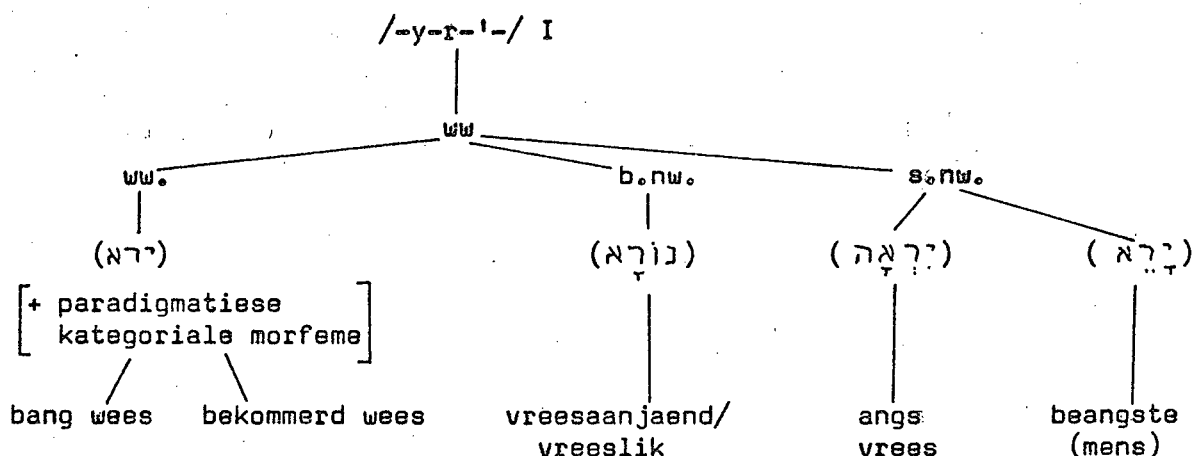 /-y-r-'-/ I
ww
ww. b.nw. s.nw.
(ירא) (נוֹרָא) (יִרְאָה) (יָרֵא)
[+ paradigmatiese
kategoriale morfeme]
bang wees bekommerd wees vreesaanjaend/ angs beangste
vreeslik vrees (mens)